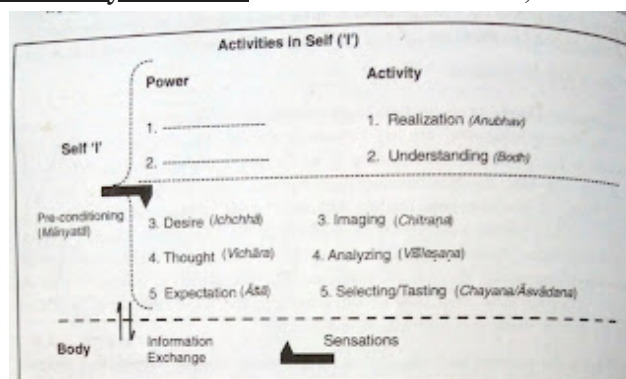 Activities in Self ('I')
Power Activity
1. 1. Realization (Anubhav)
Self 'I'
2. 2. Understanding (Bodh)
Pre-conditioning
(Mānyatā)
3. Desire (Ichchhā) 3. Imaging (Chitraṇa)
4. Thought (Vichāra) 4. Analyzing (Viśleṣaṇa)
5 Expectation (Āśā) 5. Selecting/Tasting (Chayana/Āsvādana)
Body
Information
Exchange
Sensations